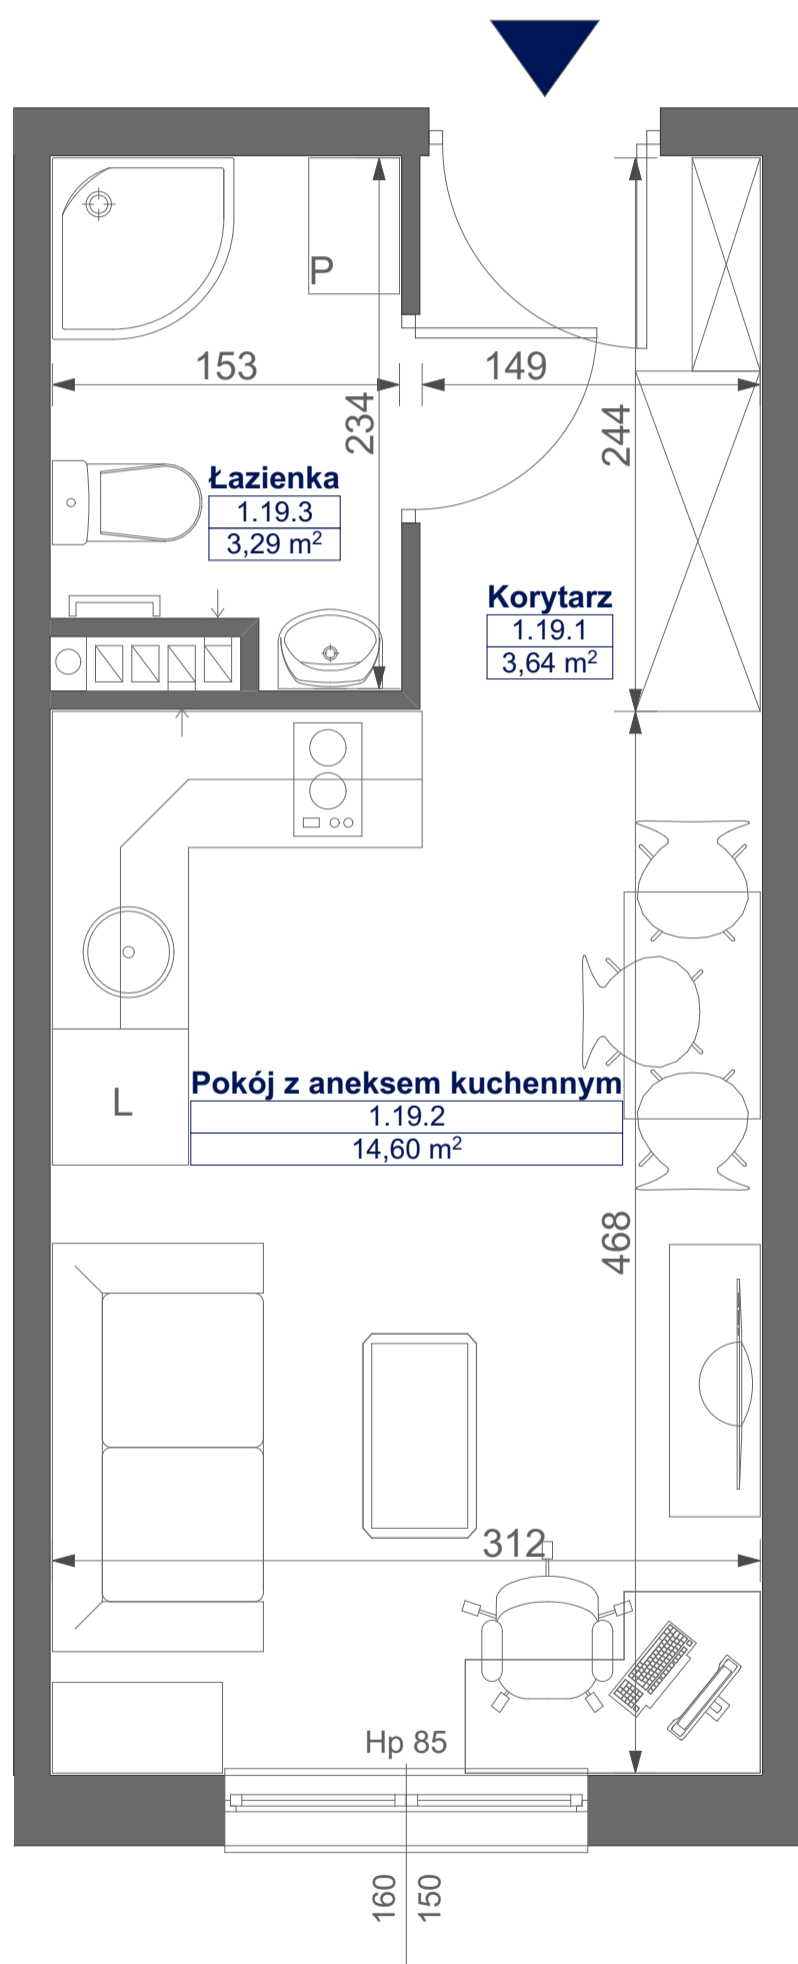 P
153
149
234
244
Łazienka
1.19.3
3,29 m²
Korytarz
1.19.1
3,64 m²
L
Pokój z aneksem kuchennym
1.19.2
14,60 m²
468
312
Hp 85
160
150